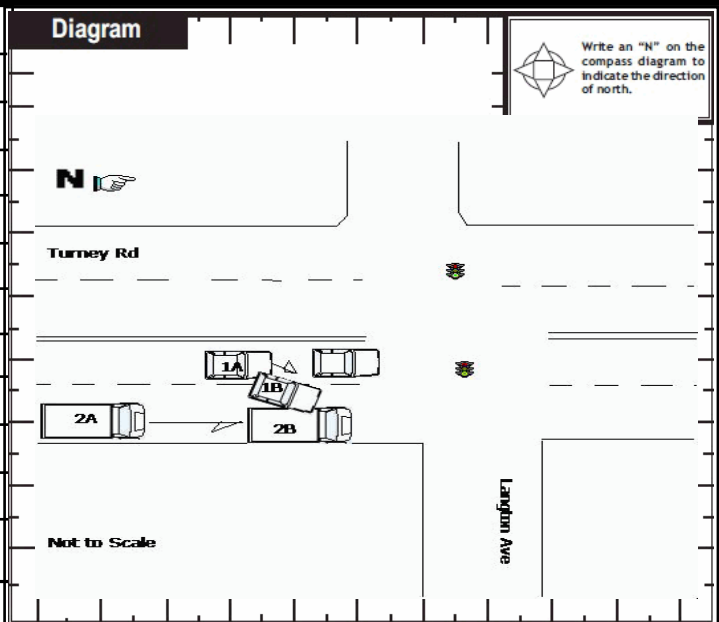 Diagram
Write an "N" on the
compass diagram to
indicate the direction
of north.
N
Turney Rd
1A
1B
2A
2B
Langton Ave
Not to Scale